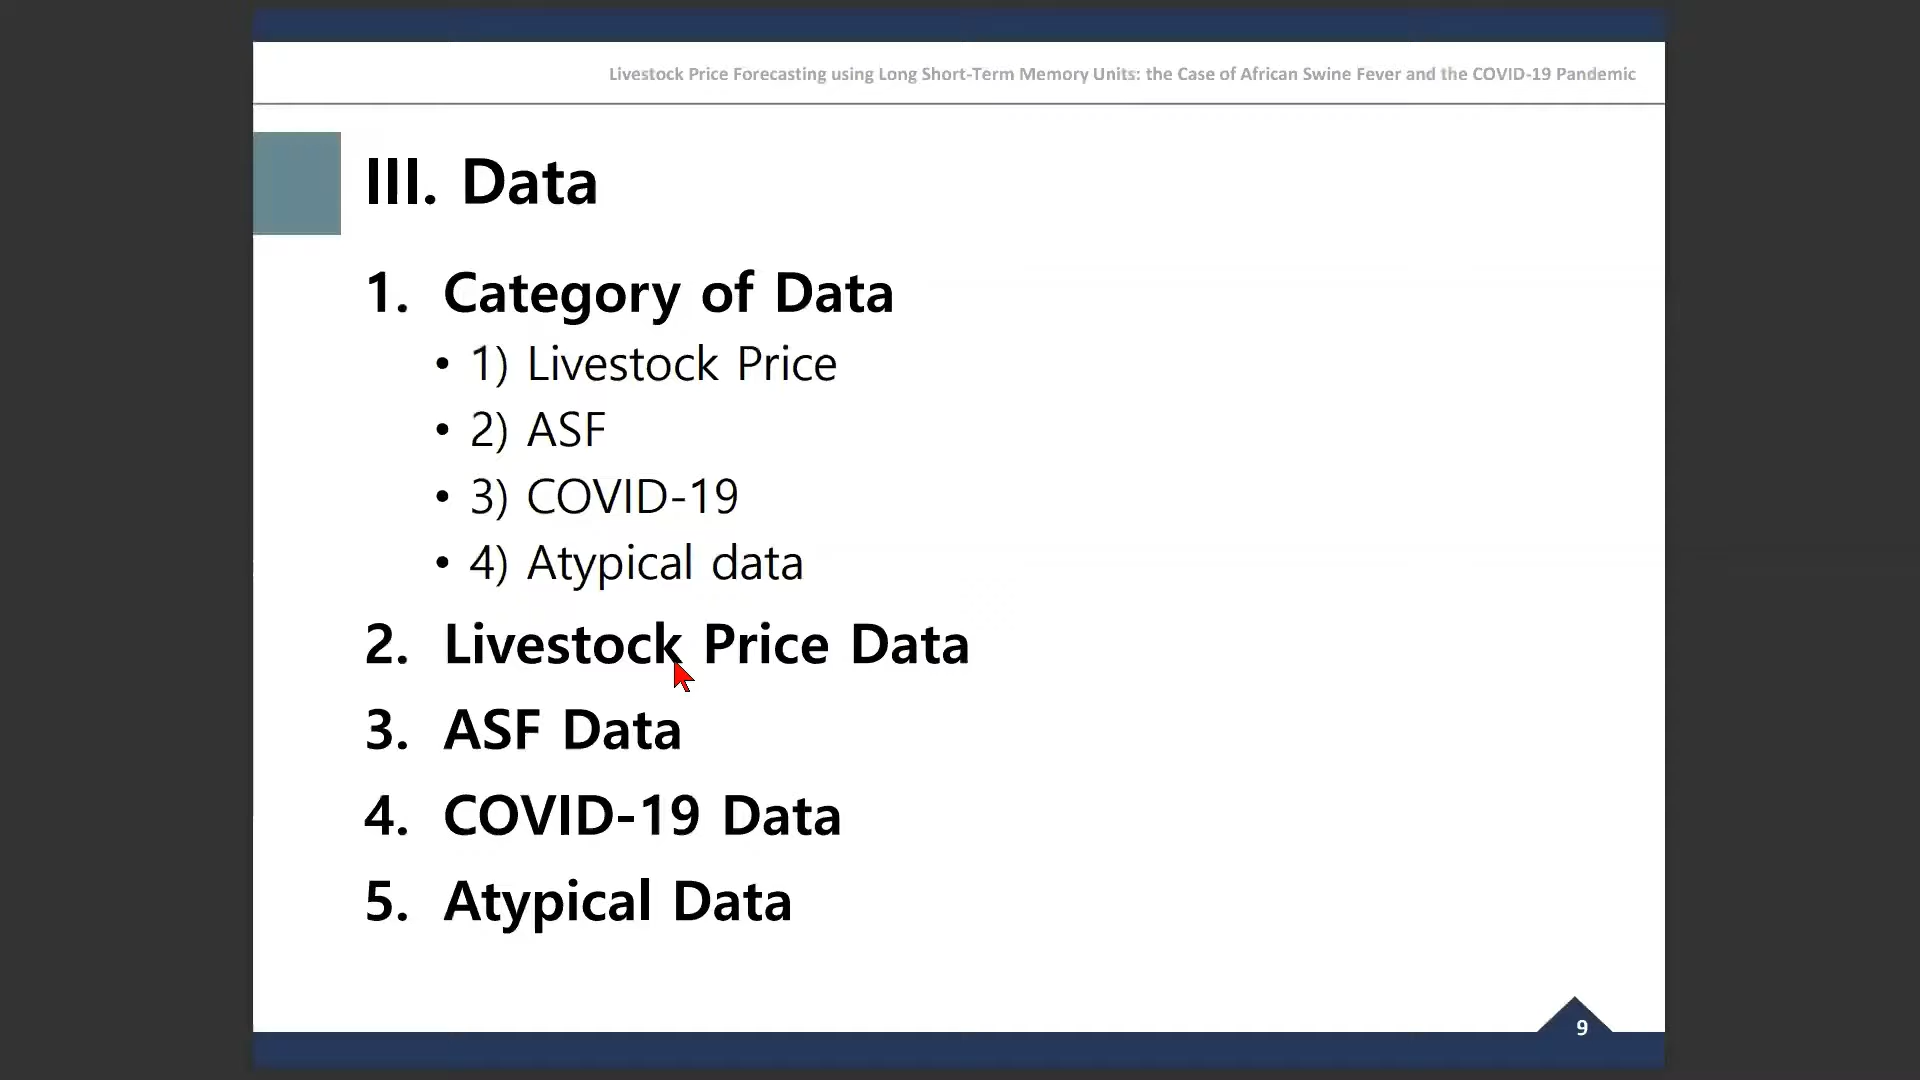 Livestock Price Forecasting using Long Short-Term Memory Units: the Case of African Swine Fever and the COVID-19 Pandemic
III. Data
1. Category of Data
• 1) Livestock Price
• 2) ASF
• 3) COVID-19
• 4) Atypical data
2. Livestock Price Data
3. ASF Data
4. COVID-19 Data
5. Atypical Data
9